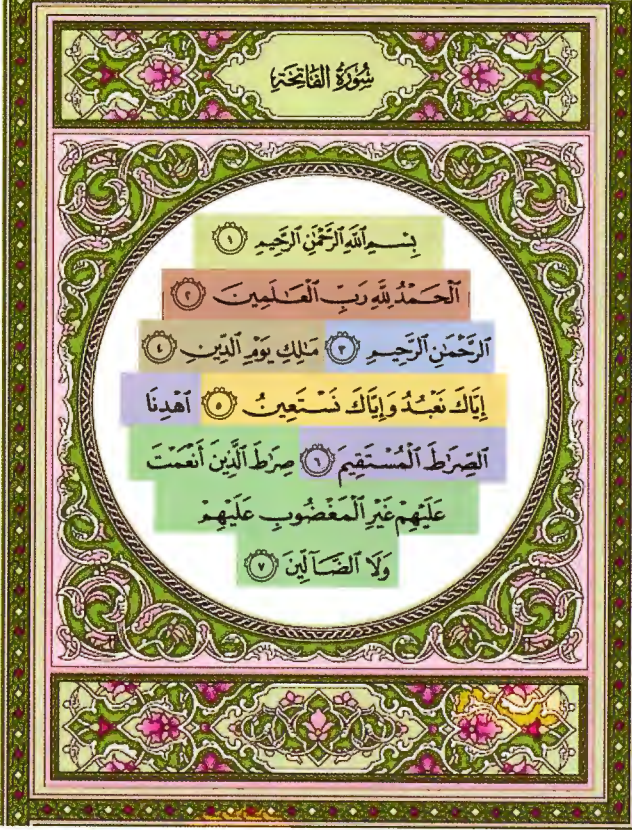 سُورَةُ الفَاتِحَةِ
بِسْمِ ٱللَّهِ ٱلرَّحْمَٰنِ ٱلرَّحِيمِ ١
ٱلْحَمْدُ لِلَّهِ رَبِّ ٱلْعَٰلَمِينَ ٢
ٱلرَّحْمَٰنِ ٱلرَّحِيمِ ٣ مَٰلِكِ يَوْمِ ٱلدِّينِ ٤
إِيَّاكَ نَعْبُدُ وَإِيَّاكَ نَسْتَعِينُ ٥ ٱهْدِنَا
ٱلصِّرَٰطَ ٱلْمُسْتَقِيمَ ٦ صِرَٰطَ ٱلَّذِينَ أَنْعَمْتَ
عَلَيْهِمْ غَيْرِ ٱلْمَغْضُوبِ عَلَيْهِمْ
وَلَا ٱلضَّآلِّينَ ٧